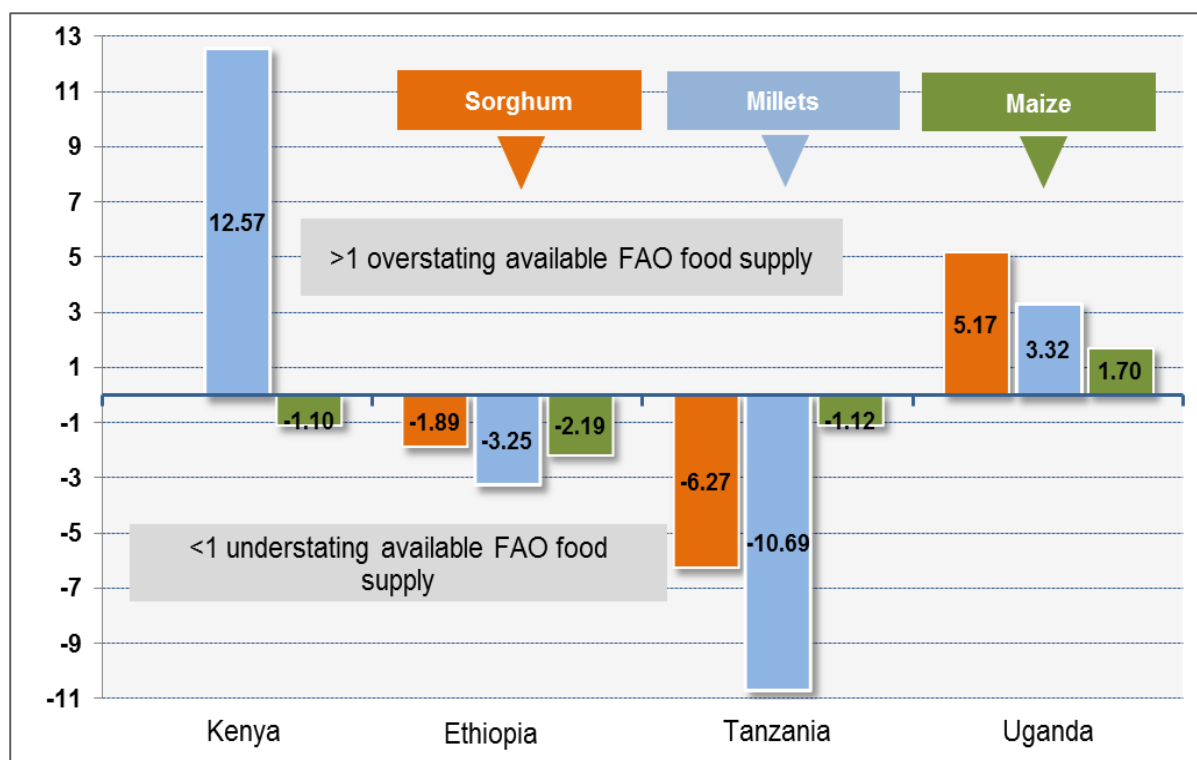 13
11
9
7
5
3
1
-1
-3
-5
-7
-9
-11
Sorghum
Millets
Maize
12.57
>1 overstating available FAO food supply
5.17
3.32
1.70
-1.10
-1.89
-3.25
-2.19
-6.27
-10.69
-1.12
<1 understating available FAO food
supply
Kenya
Ethiopia
Tanzania
Uganda